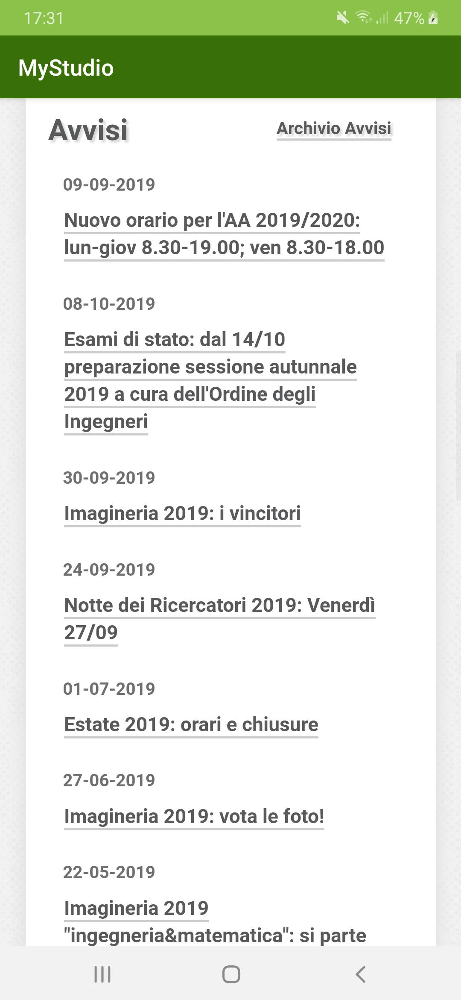 17:31
47%
MyStudio
Avvisi
Archivio Avvisi
09-09-2019
Nuovo orario per l'AA 2019/2020:
lun-giov 8.30-19.00; ven 8.30-18.00
08-10-2019
Esami di stato: dal 14/10
preparazione sessione autunnale
2019 a cura dell'Ordine degli
Ingegneri
30-09-2019
Imagineria 2019: i vincitori
24-09-2019
Notte dei Ricercatori 2019: Venerdì
27/09
01-07-2019
Estate 2019: orari e chiusure
27-06-2019
Imagineria 2019: vota le foto!
22-05-2019
Imagineria 2019
"ingegneria&matematica": si parte